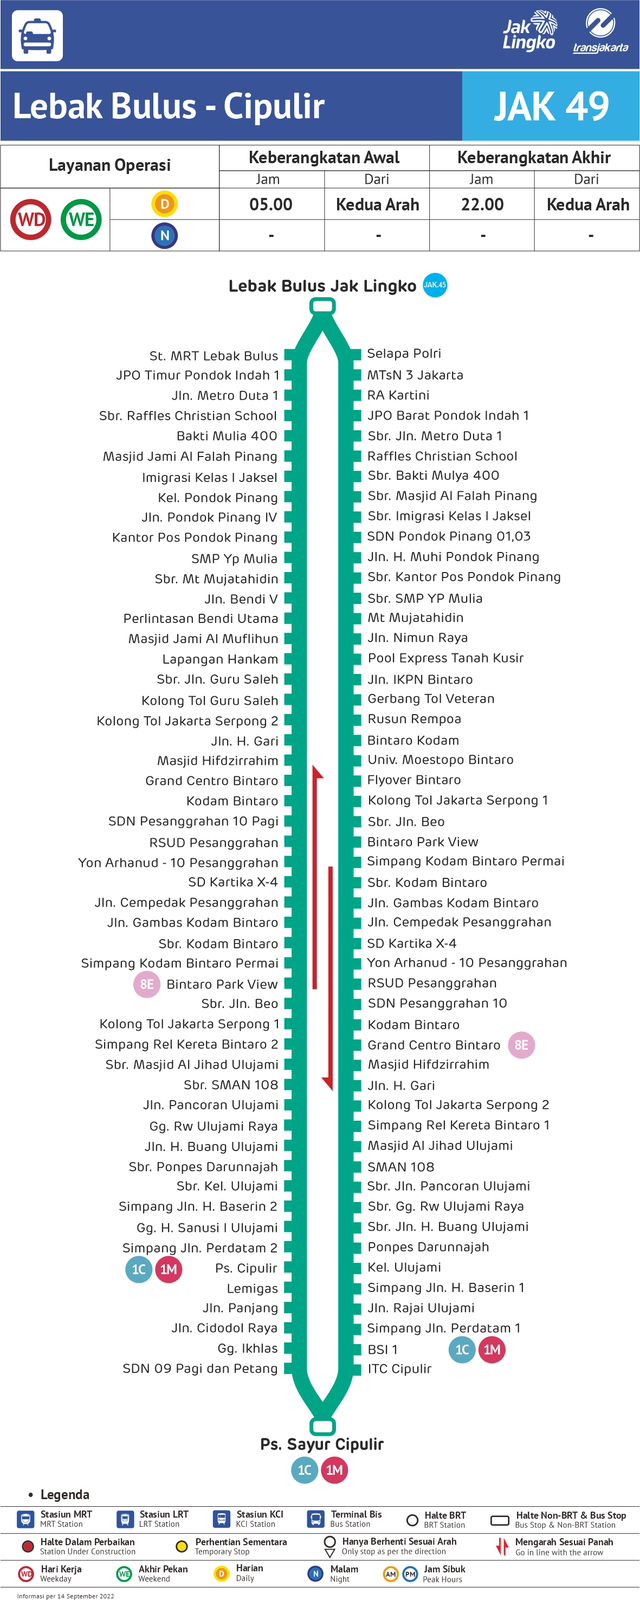 Jak
Lingko
transjakarta
Lebak Bulus - Cipulir
JAK 49
Layanan Operasi
Keberangkatan Awal
Keberangkatan Akhir
Jam
Dari
Jam
Dari
WD
WE
D
05.00
Kedua Arah
22.00
Kedua Arah
N
-
-
-
-
Lebak Bulus Jak Lingko
JAK.45
St. MRT Lebak Bulus
JPO Timur Pondok Indah 1
Jln. Metro Duta 1
Sbr. Raffles Christian School
Bakti Mulia 400
Masjid Jami Al Falah Pinang
Imigrasi Kelas I Jaksel
Kel. Pondok Pinang
Jln. Pondok Pinang IV
Kantor Pos Pondok Pinang
SMP Yp Mulia
Sbr. Mt Mujatahidin
Jln. Bendi V
Perlintasan Bendi Utama
Masjid Jami Al Muflihun
Lapangan Hankam
Sbr. Jln. Guru Saleh
Kolong Tol Guru Saleh
Kolong Tol Jakarta Serpong 2
Jln. H. Gari
Masjid Hifdzirrahim
Grand Centro Bintaro
Kodam Bintaro
SDN Pesanggrahan 10 Pagi
RSUD Pesanggrahan
Yon Arhanud - 10 Pesanggrahan
SD Kartika X-4
Jln. Cempedak Pesanggrahan
Jln. Gambas Kodam Bintaro
Sbr. Kodam Bintaro
Simpang Kodam Bintaro Permai
8E Bintaro Park View
Sbr. Jln. Beo
Kolong Tol Jakarta Serpong 1
Simpang Rel Kereta Bintaro 2
Sbr. Masjid Al Jihad Ulujami
Sbr. SMAN 108
Jln. Pancoran Ulujami
Gg. Rw Ulujami Raya
Jln. H. Buang Ulujami
Sbr. Ponpes Darunnajah
Sbr. Kel. Ulujami
Simpang Jln. H. Baserin 2
Gg. H. Sanusi I Ulujami
Simpang Jln. Perdatam 2
1C 1M Ps. Cipulir
Lemigas
Jln. Panjang
Jln. Cidodol Raya
Gg. Ikhlas
SDN 09 Pagi dan Petang
Selapa Polri
MTsN 3 Jakarta
RA Kartini
JPO Barat Pondok Indah 1
Sbr. Jln. Metro Duta 1
Raffles Christian School
Sbr. Bakti Mulya 400
Sbr. Masjid Al Falah Pinang
Sbr. Imigrasi Kelas I Jaksel
SDN Pondok Pinang 01,03
Jln. H. Muhi Pondok Pinang
Sbr. Kantor Pos Pondok Pinang
Sbr. SMP YP Mulia
Mt Mujatahidin
Jln. Nimun Raya
Pool Express Tanah Kusir
Jln. IKPN Bintaro
Gerbang Tol Veteran
Rusun Rempoa
Bintaro Kodam
Univ. Moestopo Bintaro
Flyover Bintaro
Kolong Tol Jakarta Serpong 1
Sbr. Jln. Beo
Bintaro Park View
Simpang Kodam Bintaro Permai
Sbr. Kodam Bintaro
Jln. Gambas Kodam Bintaro
Jln. Cempedak Pesanggrahan
SD Kartika X-4
Yon Arhanud - 10 Pesanggrahan
RSUD Pesanggrahan
SDN Pesanggrahan 10
Kodam Bintaro
Grand Centro Bintaro 8E
Masjid Hifdzirrahim
Jln. H. Gari
Kolong Tol Jakarta Serpong 2
Simpang Rel Kereta Bintaro 1
Masjid Al Jihad Ulujami
SMAN 108
Sbr. Jln. Pancoran Ulujami
Sbr. Gg. Rw Ulujami Raya
Sbr. Jln. H. Buang Ulujami
Ponpes Darunnajah
Kel. Ulujami
Simpang Jln. H. Baserin 1
Jln. Rajai Ulujami
Simpang Jln. Perdatam 1
BSI 1 1C 1M
ITC Cipulir
Ps. Sayur Cipulir
1C 1M
• Legenda
Stasiun MRT
MRT Station
Stasiun LRT
LRT Station
Stasiun KCI
KCI Station
Terminal Bis
Bus Station
Halte BRT
BRT Station
Halte Non-BRT & Bus Stop
Bus Stop & Non-BRT Station
Halte Dalam Perbaikan
Station Under Construction
Perhentian Sementara
Temporary Stop
Hanya Berhenti Sesuai Arah
Only stop as per the direction
Mengarah Sesuai Panah
Go in line with the arrow
WD
Hari Kerja
Weekday
WE
Akhir Pekan
Weekend
D
Harian
Daily
N
Malam
Night
AM PM
Jam Sibuk
Peak Hours
Informasi per 14 September 2022